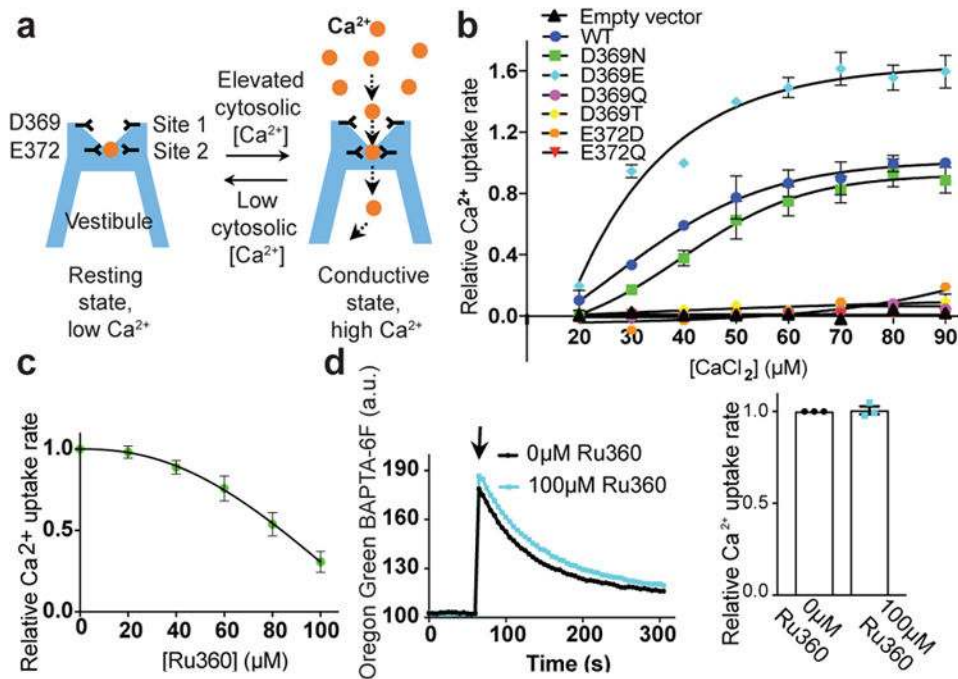 a
Ca²⁺
Elevated
cytosolic
[Ca²⁺]
D369
Site 1
E372
Site 2
Vestibule
Low
cytosolic
[Ca²⁺]
Resting
state,
low Ca²⁺
Conductive
state,
high Ca²⁺
b
Empty vector
WT
D369N
D369E
D369Q
D369T
E372D
E372Q
Relative Ca²⁺ uptake rate
1.6
1.2
0.8
0.4
0.0
20 30 40 50 60 70 80 90
[CaCl₂] (µM)
c
Relative Ca2+ uptake rate
1.0
0.5
0.0
0 20 40 60 80 100
[Ru360] (µM)
d
Oregon Green BAPTA-6F (a.u.)
190
160
130
100
0µM Ru360
100µM Ru360
0 100 200 300
Time (s)
Relative Ca²⁺ uptake rate
1.0
0.5
0.0
0µM
Ru360
100µM
Ru360